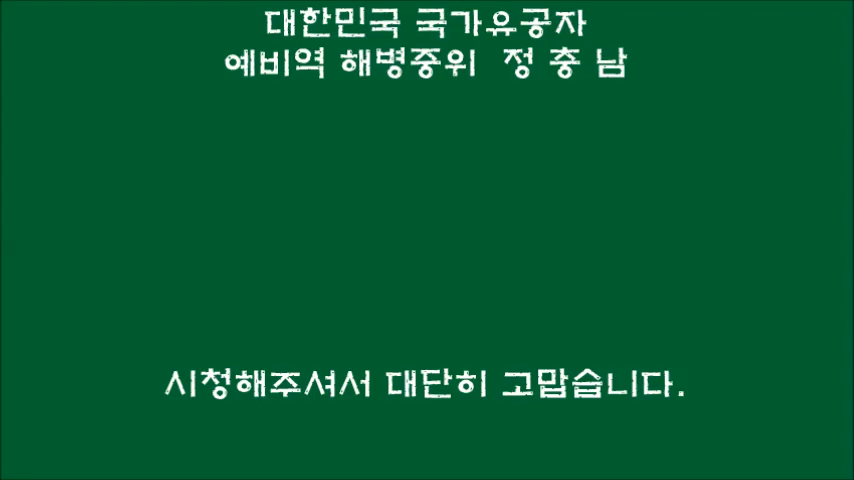 대한민국 국가유공자
예비역 해병중위 정 충 남
시청해주셔서 대단히 고맙습니다.